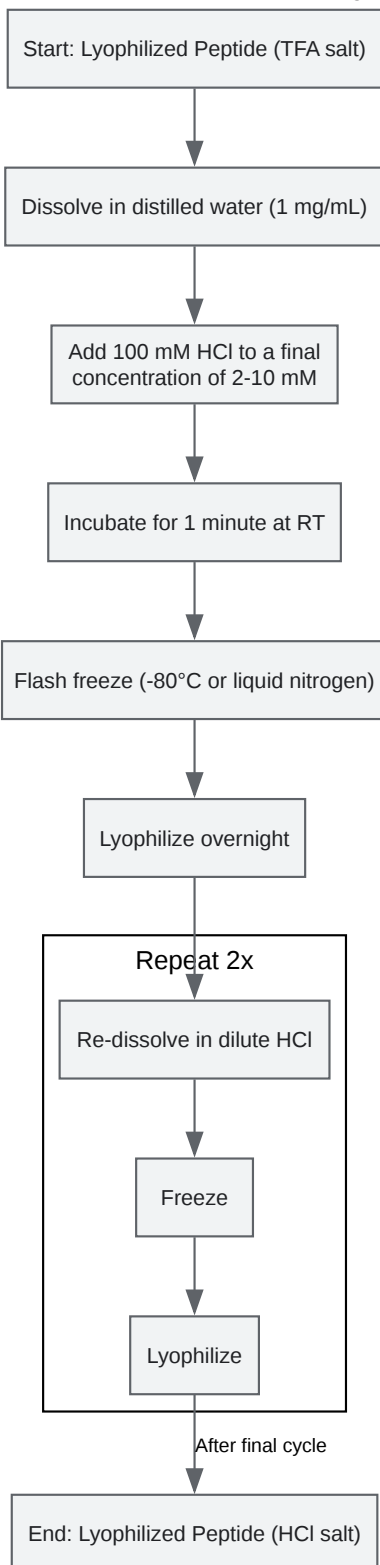 Start: Lyophilized Peptide (TFA salt)
Dissolve in distilled water (1 mg/mL)
Add 100 mM HCl to a final
concentration of 2-10 mM
Incubate for 1 minute at RT
Flash freeze (-80°C or liquid nitrogen)
Lyophilize overnight
Repeat 2x
Re-dissolve in dilute HCl
Freeze
Lyophilize
After final cycle
End: Lyophilized Peptide (HCl salt)